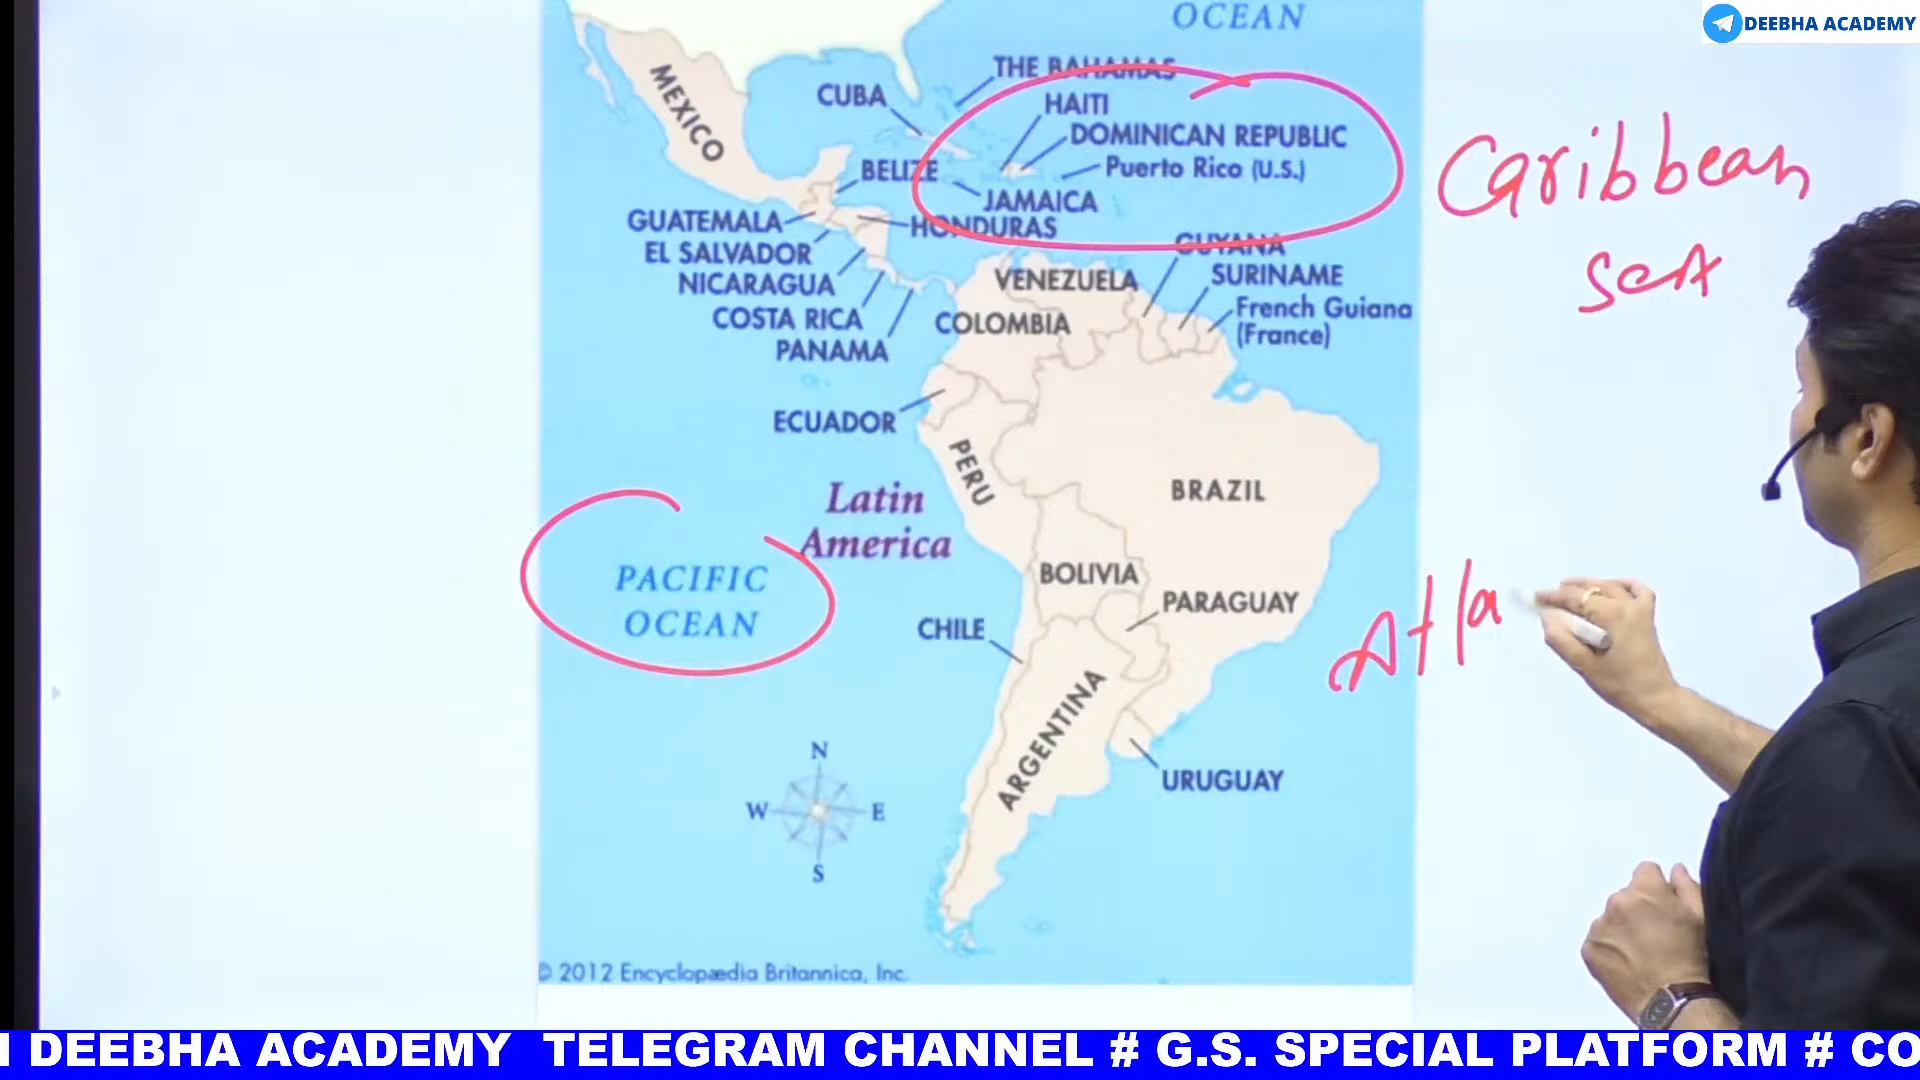 OCEAN
DEEBHA ACADEMY
THE BAHAMAS
MEXICO
CUBA
HAITI
DOMINICAN REPUBLIC
Puerto Rico (U.S.)
BELIZE
JAMAICA
Caribbean
sea
GUATEMALA
HONDURAS
EL SALVADOR
GUYANA
NICARAGUA
VENEZUELA
SURINAME
COSTA RICA
COLOMBIA
French Guiana
(France)
PANAMA
ECUADOR
PERU
BRAZIL
Latin
America
PACIFIC
OCEAN
BOLIVIA
PARAGUAY
Atla
CHILE
ARGENTINA
URUGUAY
N
W
E
S
© 2012 Encyclopædia Britannica, Inc.
DEEBHA ACADEMY TELEGRAM CHANNEL # G.S. SPECIAL PLATFORM # CO